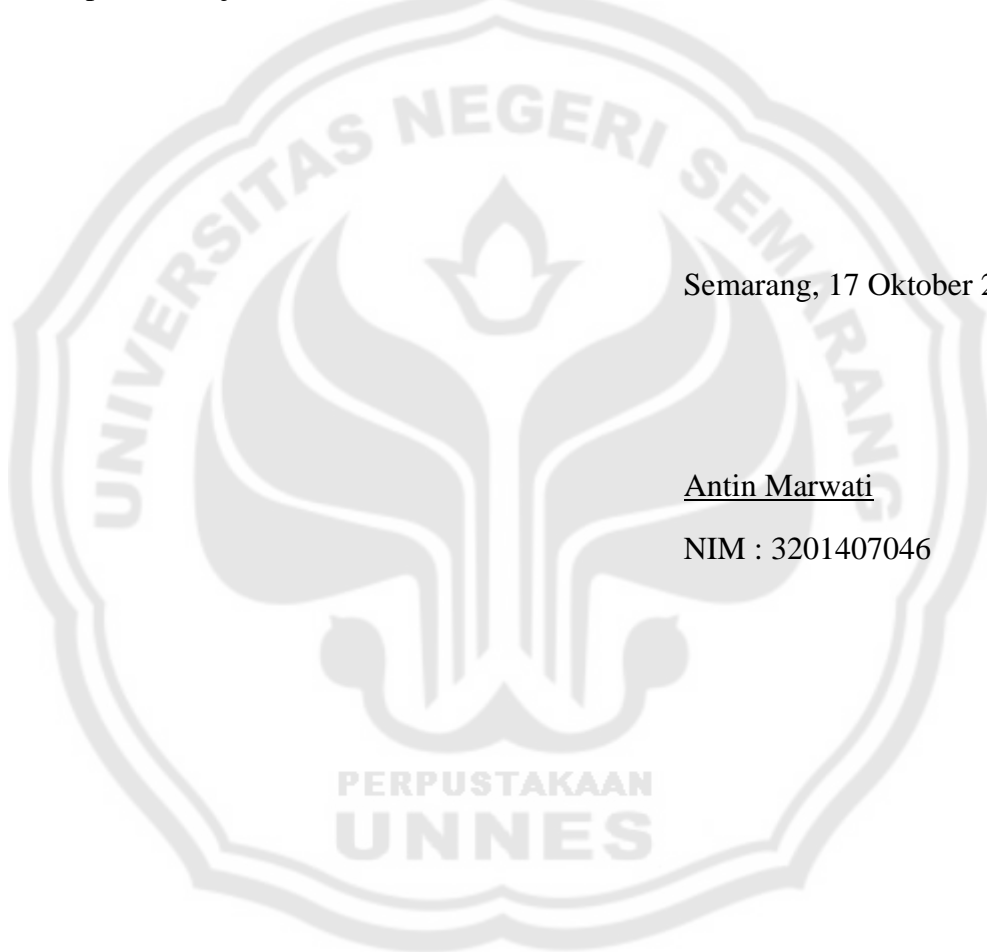 UNIVERSITAS NEGERI SEMARANG
Semarang, 17 Oktober
Antin Marwati
NIM : 3201407046
PERPUSTAKAAN
UNNES